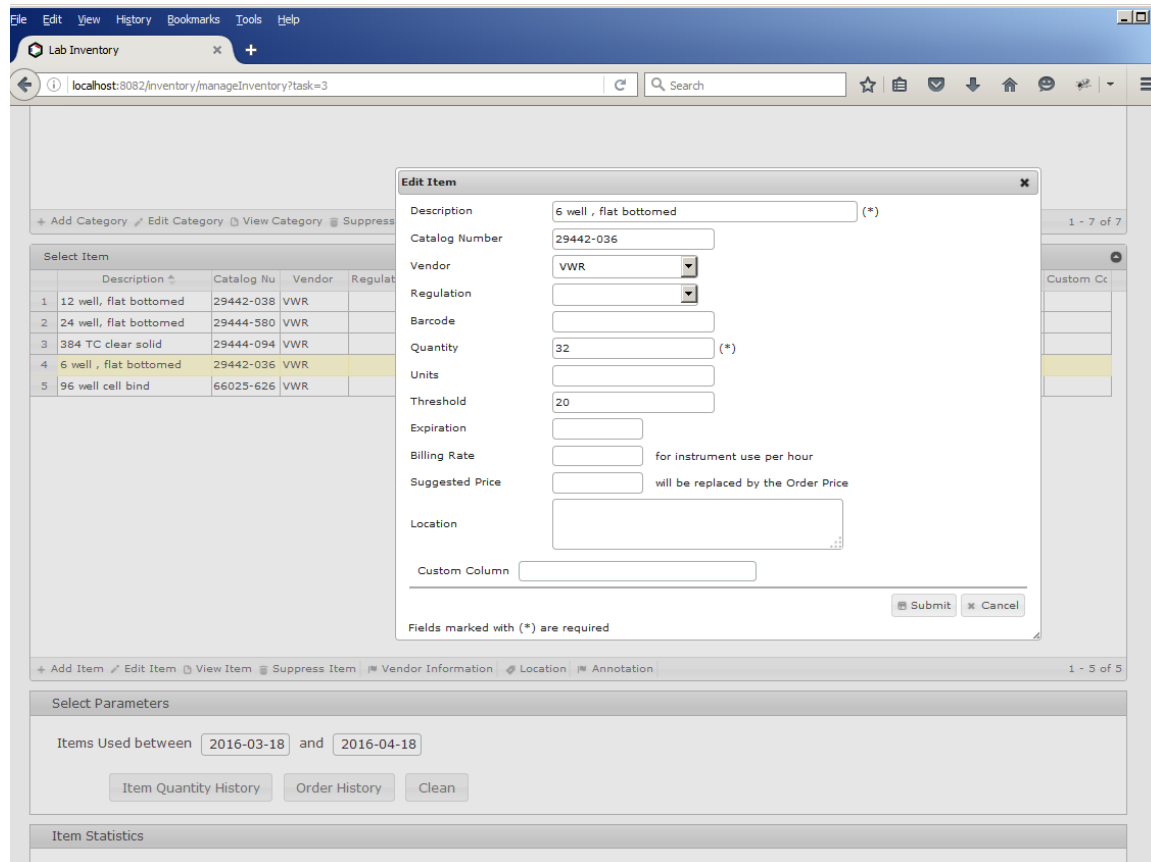 File Edit View History Bookmarks Tools Help
Lab Inventory
localhost:8082/inventory/manageInventory?task=3 Search
Add Category Edit Category View Category Suppress 1 - 7 of 7
Select Item
Description Catalog Nu Vendor Regulat Custom Co
1 12 well, flat bottomed 29442-038 VWR
2 24 well, flat bottomed 29444-580 VWR
3 384 TC clear solid 29444-094 VWR
4 6 well , flat bottomed 29442-036 VWR
5 96 well cell bind 66025-626 VWR
Edit Item
Description 6 well , flat bottomed (*)
Catalog Number 29442-036
Vendor VWR
Regulation
Barcode
Quantity 32 (*)
Units
Threshold 20
Expiration
Billing Rate for instrument use per hour
Suggested Price will be replaced by the Order Price
Location
Custom Column
Submit Cancel
Fields marked with (*) are required
Add Item Edit Item View Item Suppress Item Vendor Information Location Annotation 1 - 5 of 5
Select Parameters
Items Used between 2016-03-18 and 2016-04-18
Item Quantity History Order History Clean
Item Statistics